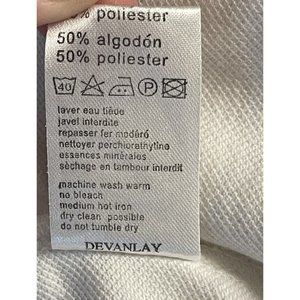 poliester
50% algodón
50% poliester
40 P
laver eau tiède
javel interdite
repasser fer modéré
nettoyer perchlorethyline
essences minérales
séchage en tambour interdit
machine wash warm
no bleach
medium hot iron
dry clean possible
do not tumble dry
DEVANLAY